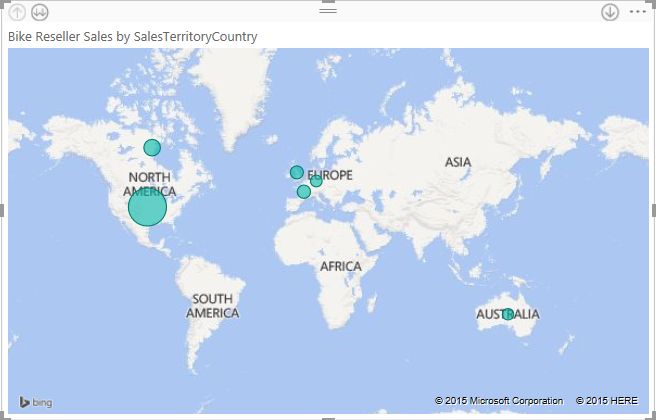 Bike Reseller Sales by SalesTerritoryCountry
NORTH
AMERICA
EUROPE
ASIA
AFRICA
SOUTH
AMERICA
AUSTRALIA
bing
© 2015 Microsoft Corporation © 2015 HERE